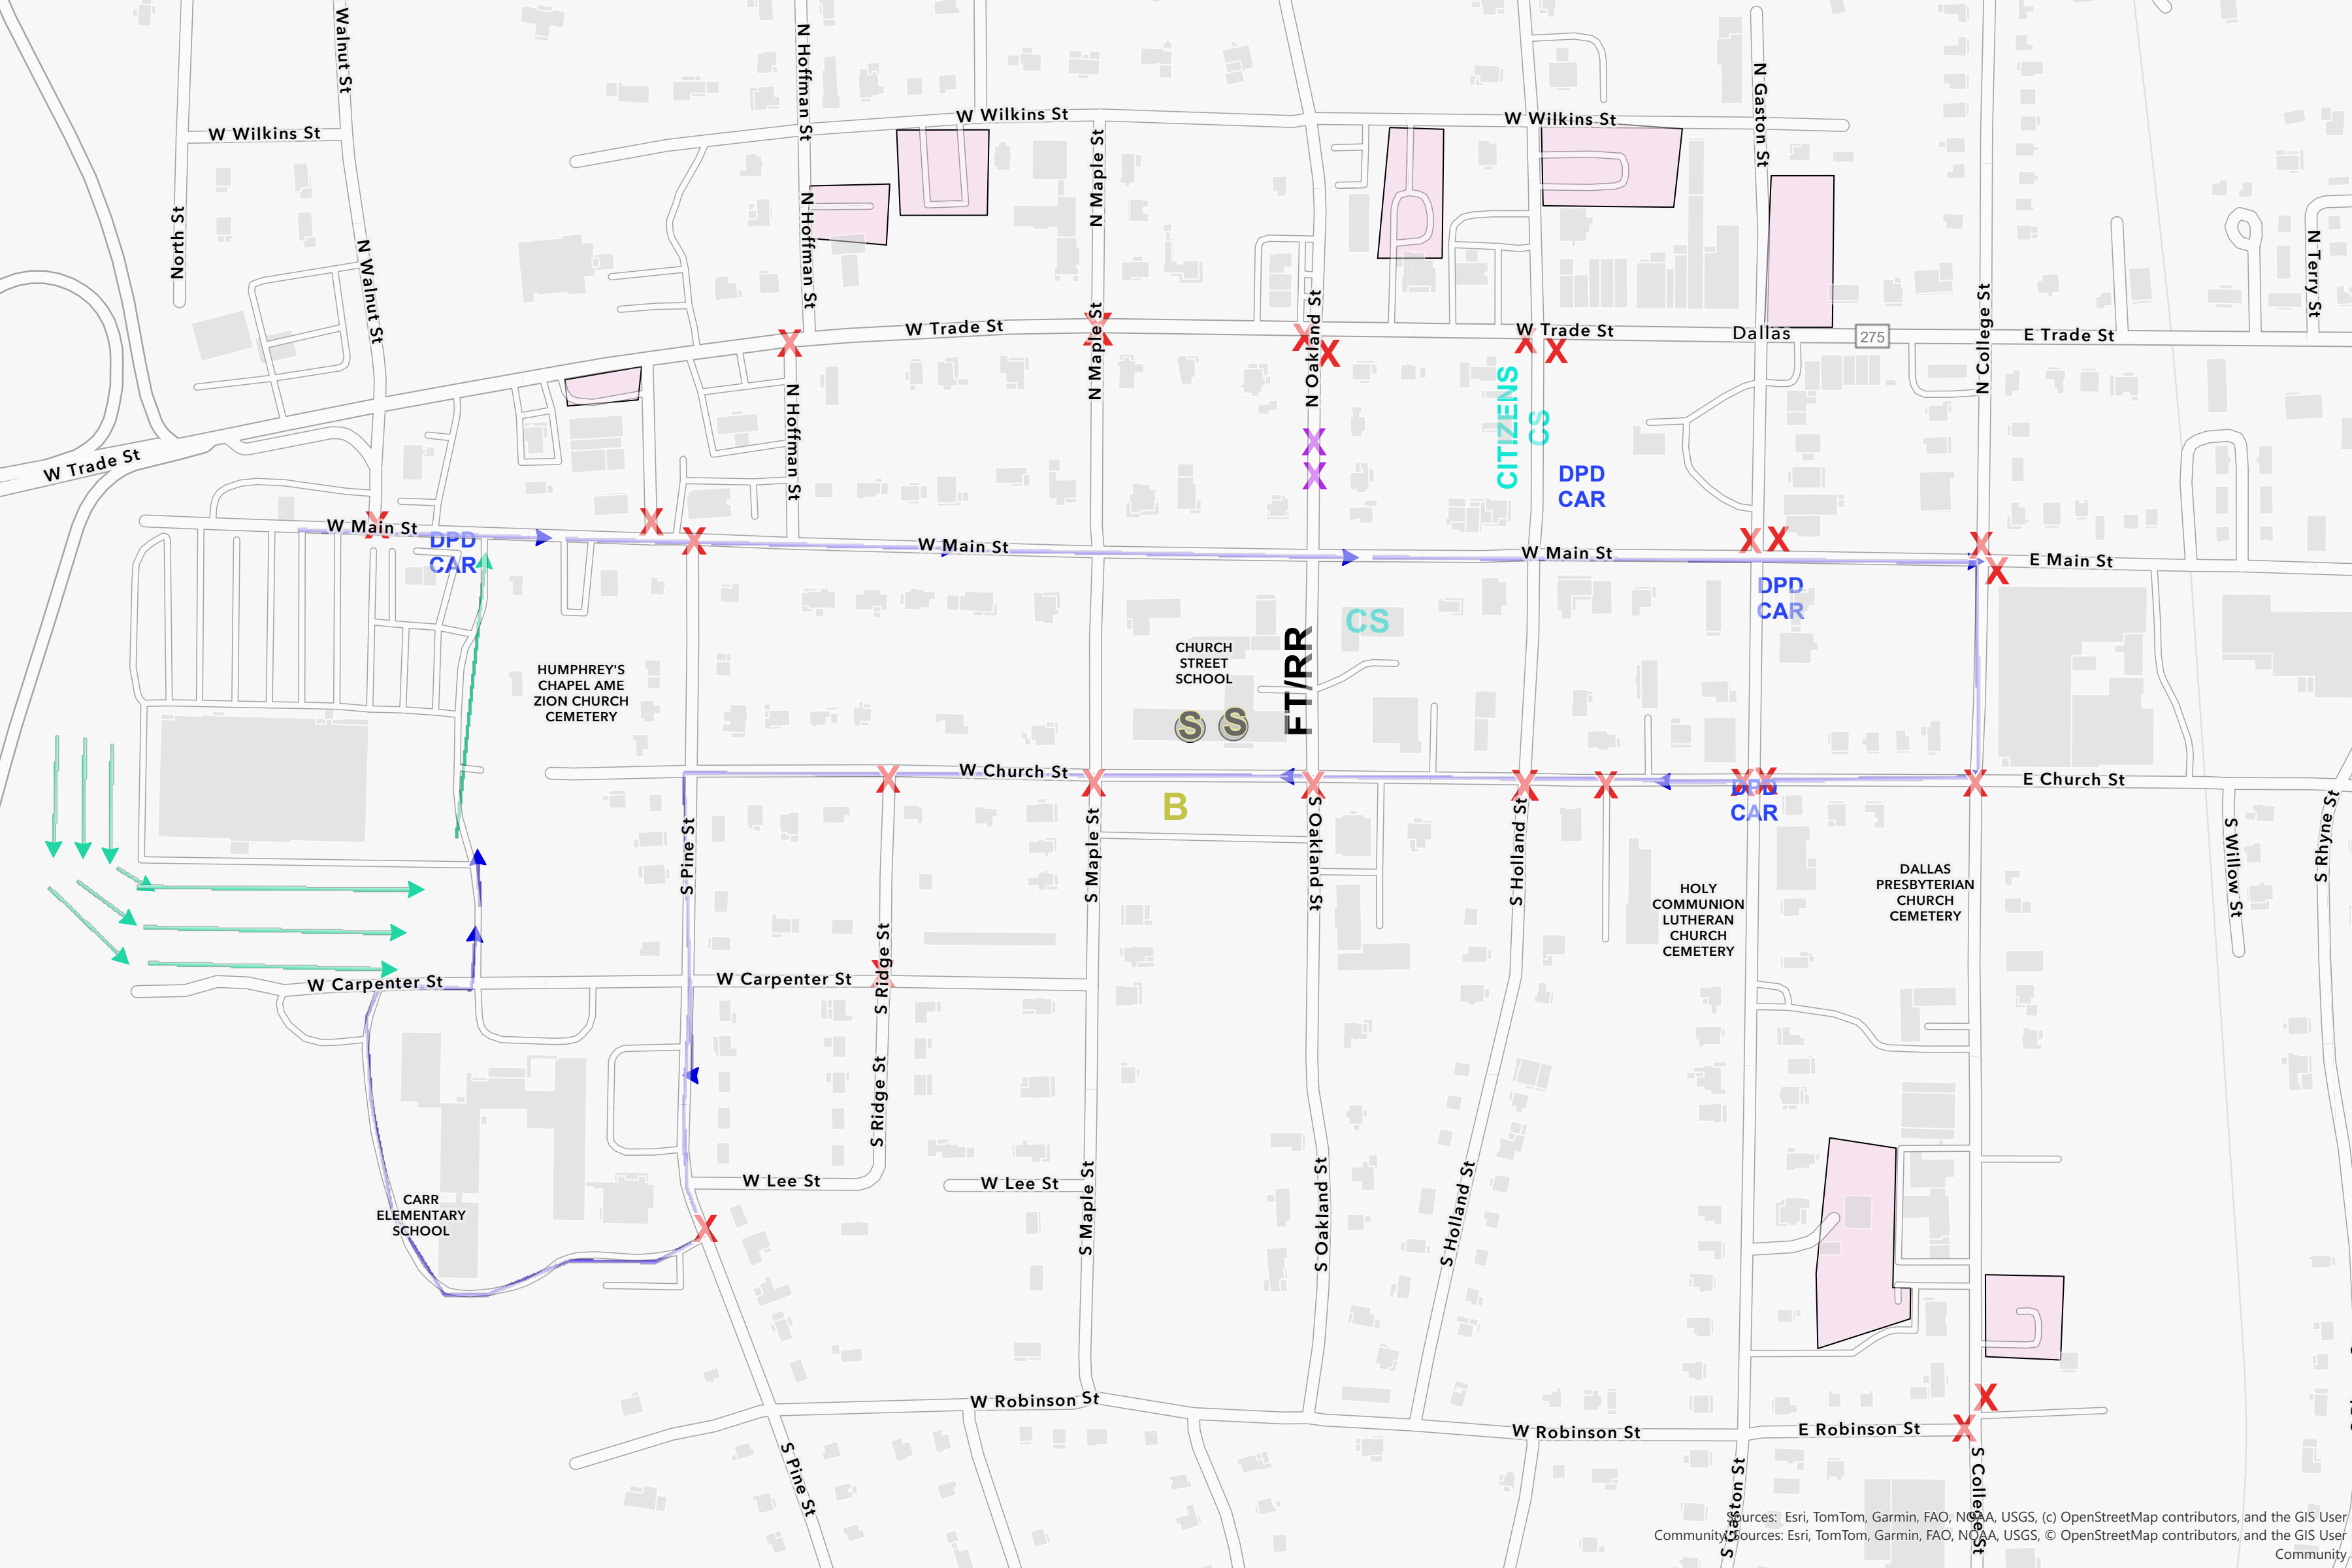 Walnut St
N Hoffman St
W Wilkins St
W Wilkins St
W Wilkins St
N Gaston St
N Maple St
North St
N Walnut St
N Hoffman St
N Terry St
W Trade St
N Maple St
N Oakland St
W Trade St
Dallas
275
E Trade St
N College St
X
X
X
X
X
X
N Hoffman St
CITIZENS
CS
W Trade St
X
X
DPD
CAR
W Main St
X
DPD
CAR
X
X
W Main St
W Main St
X
X
X
X
E Main St
DPD
CAR
CS
FT/RR
CHURCH
STREET
SCHOOL
HUMPHREY'S
CHAPEL AME
ZION CHURCH
CEMETERY
S
S
W Church St
E Church St
X
X
X
X
X
X
X
X
DPD
CAR
B
S Pine St
S Maple St
S Oakland St
S Holland St
S Willow St
S Rhyne St
HOLY
COMMUNION
LUTHERAN
CHURCH
CEMETERY
DALLAS
PRESBYTERIAN
CHURCH
CEMETERY
W Carpenter St
W Carpenter St
X
S Ridge St
S Ridge St
CARR
ELEMENTARY
SCHOOL
W Lee St
W Lee St
X
S Maple St
S Oakland St
S Holland St
W Robinson St
W Robinson St
E Robinson St
X
X
S Pine St
S Gaston St
S College St
Sources: Esri, TomTom, Garmin, FAO, NOAA, USGS, (c) OpenStreetMap contributors, and the GIS User
Community, Sources: Esri, TomTom, Garmin, FAO, NOAA, USGS, © OpenStreetMap contributors, and the GIS User
Community